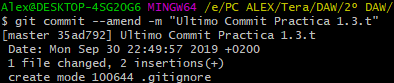 Alex@DESKTOP-4SG2OG6 MINGW64 /e/PC ALEX/Tera/DAW/2º DAW/
$ git commit --amend -m "Ultimo Commit Practica 1.3.t"
[master 35ad792] Ultimo Commit Practica 1.3.t
 Date: Mon Sep 30 22:49:57 2019 +0200
 1 file changed, 2 insertions(+)
 create mode 100644 .gitignore